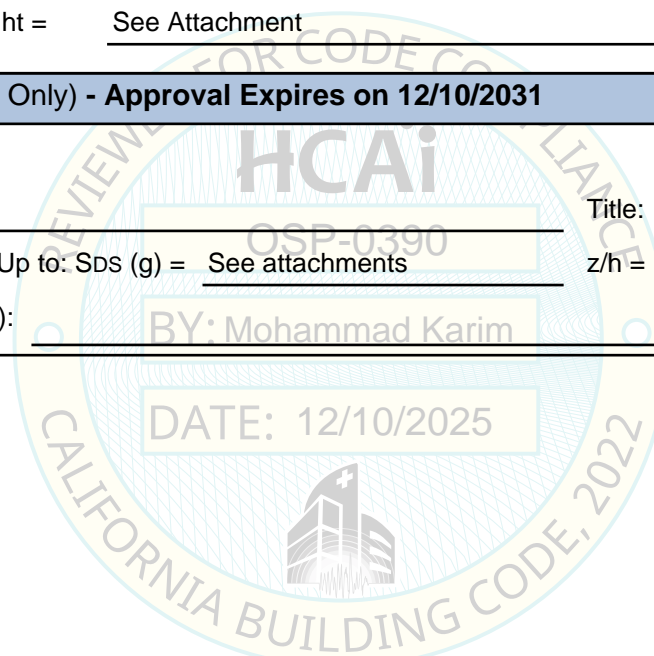 ht = See Attachment
Only) - Approval Expires on 12/10/2031
REVIEWED FOR CODE COMPLIANCE
HCAi
Title:
OSP-0390
Up to: SDS (g) = See attachments z/h =
):
BY: Mohammad Karim
DATE: 12/10/2025
CALIFORNIA BUILDING CODE, 2022